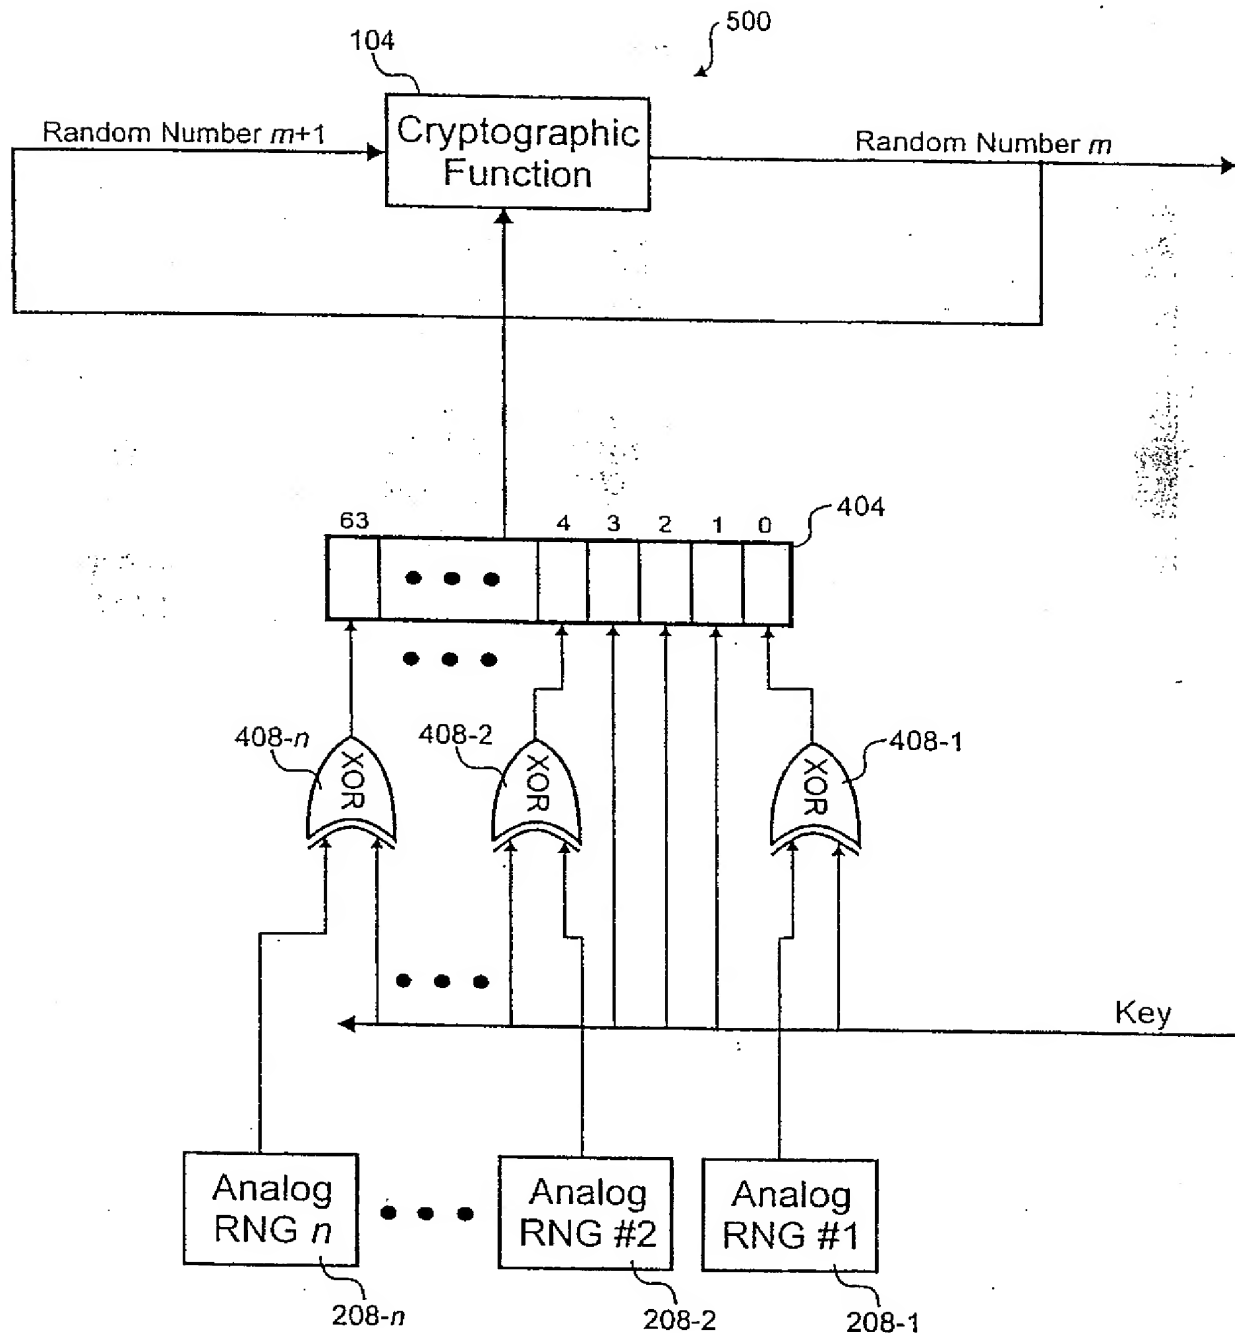 500
104
Random Number m+1
Cryptographic
Function
Random Number m
404
63 4 3 2 1 0
408-n
408-2
408-1
XOR
XOR
XOR
Key
Analog
RNG n
Analog
RNG #2
Analog
RNG #1
208-n
208-2
208-1